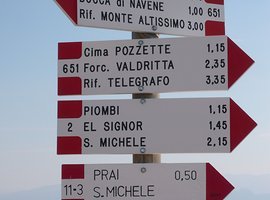 BOCCA di NAVENE 1,00
Rif. MONTE ALTISSIMO 3,00
651
Cima POZZETTE 1,15
651 Forc. VALDRITTA 2,35
Rif. TELEGRAFO 3,35
PIOMBI 1,15
2 EL SIGNOR 1,45
S. MICHELE 2,15
PRAI 0,50
11-3 S. MICHELE